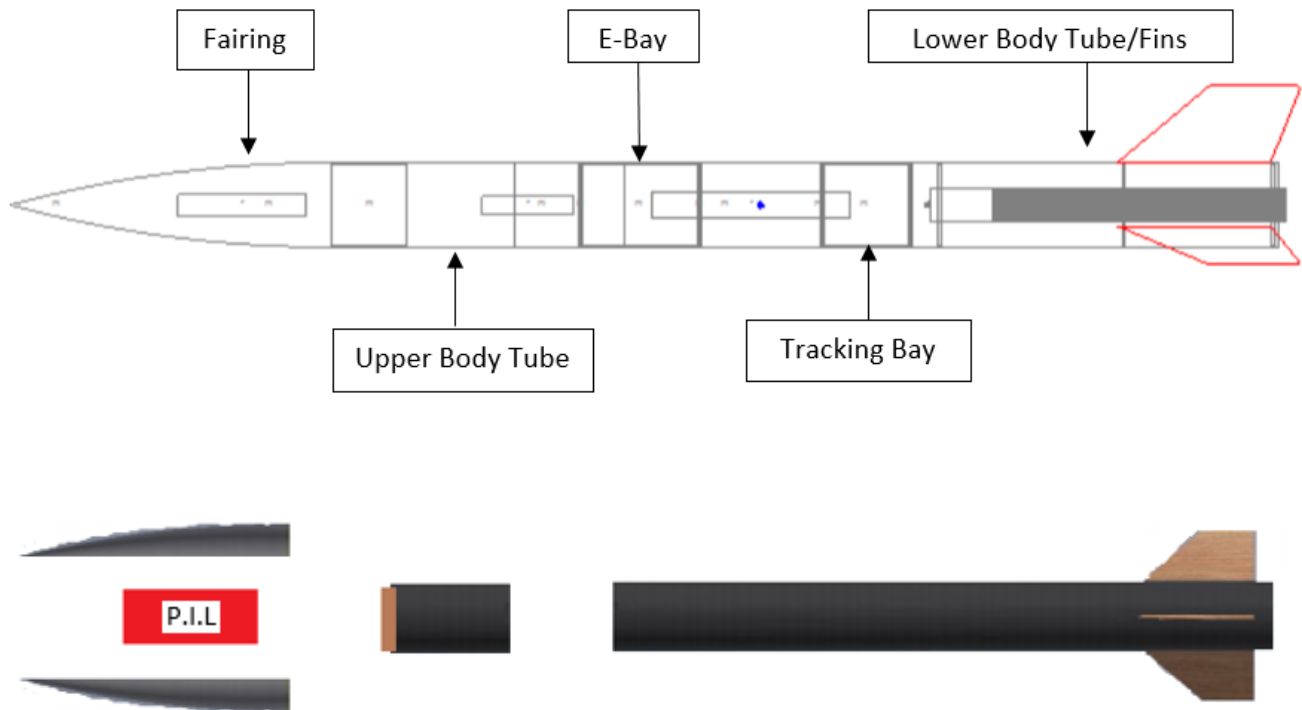 Fairing
E-Bay
Lower Body Tube/Fins
Upper Body Tube
Tracking Bay
P.I.L